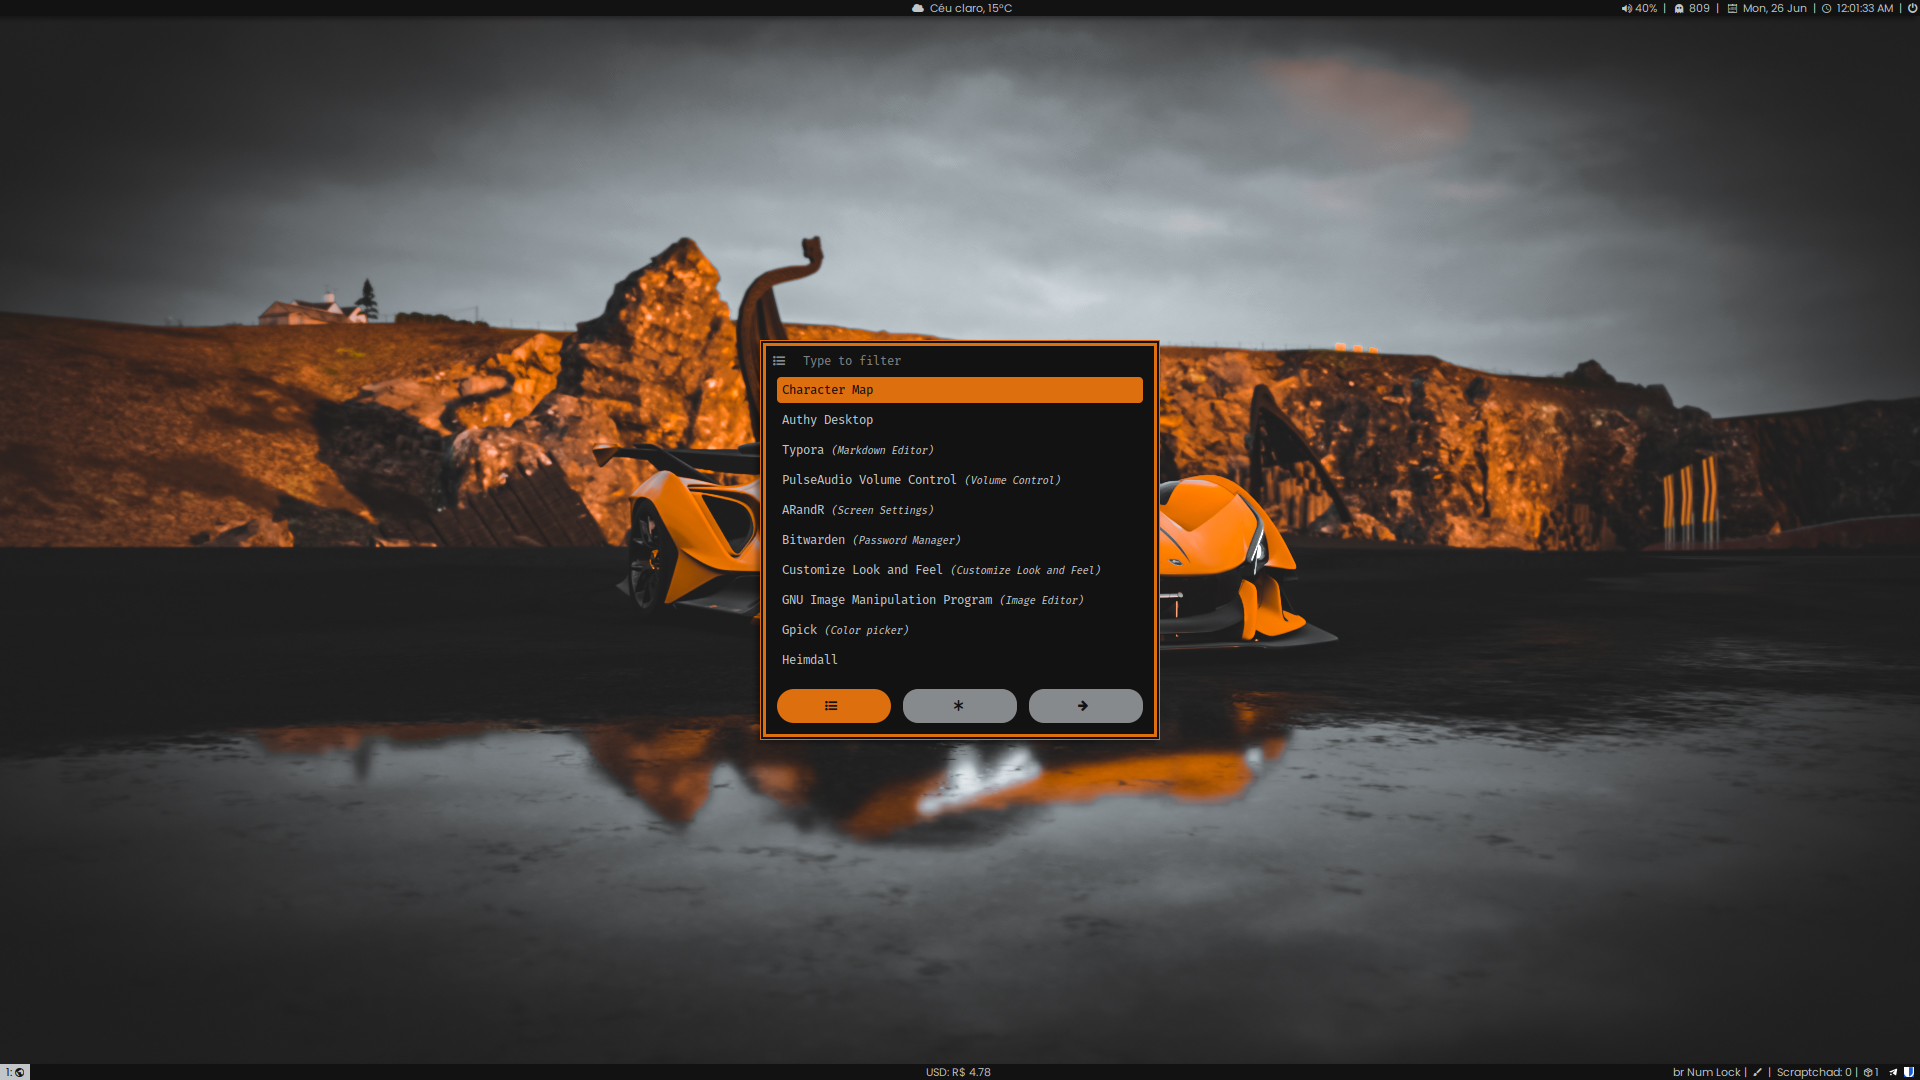 Céu claro, 15°C
40% | 809 | Mon, 26 Jun | 12:01:33 AM |
Type to filter
Character Map
Authy Desktop
Typora (Markdown Editor)
PulseAudio Volume Control (Volume Control)
ARandR (Screen Settings)
Bitwarden (Password Manager)
Customize Look and Feel (Customize Look and Feel)
GNU Image Manipulation Program (Image Editor)
Gpick (Color picker)
Heimdall
1:
USD: R$ 4.78
br Num Lock | | Scraptchad: 0 | 1